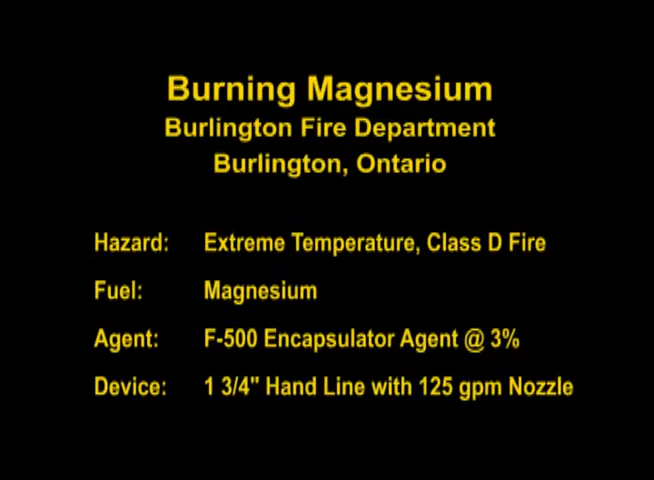 Burning Magnesium
Burlington Fire Department
Burlington, Ontario
Hazard: Extreme Temperature, Class D Fire
Fuel: Magnesium
Agent: F-500 Encapsulator Agent @ 3%
Device: 1 3/4" Hand Line with 125 gpm Nozzle